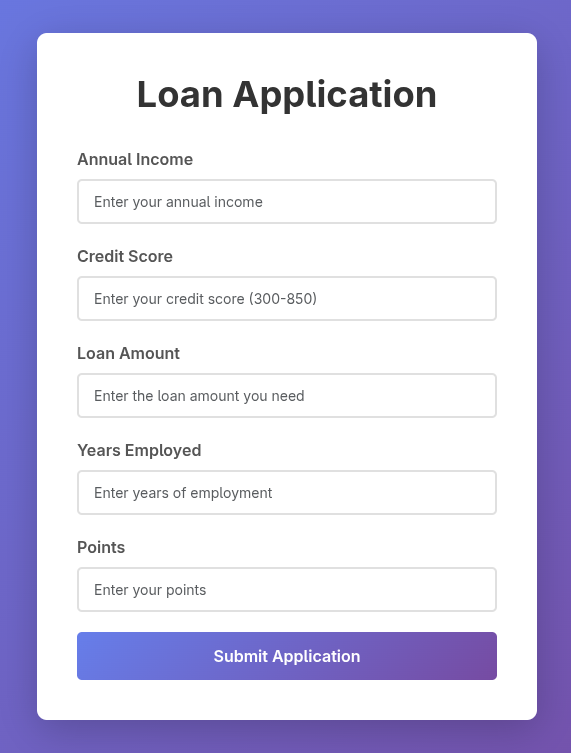 Loan Application
Annual Income
Enter your annual income
Credit Score
Enter your credit score (300-850)
Loan Amount
Enter the loan amount you need
Years Employed
Enter years of employment
Points
Enter your points
Submit Application